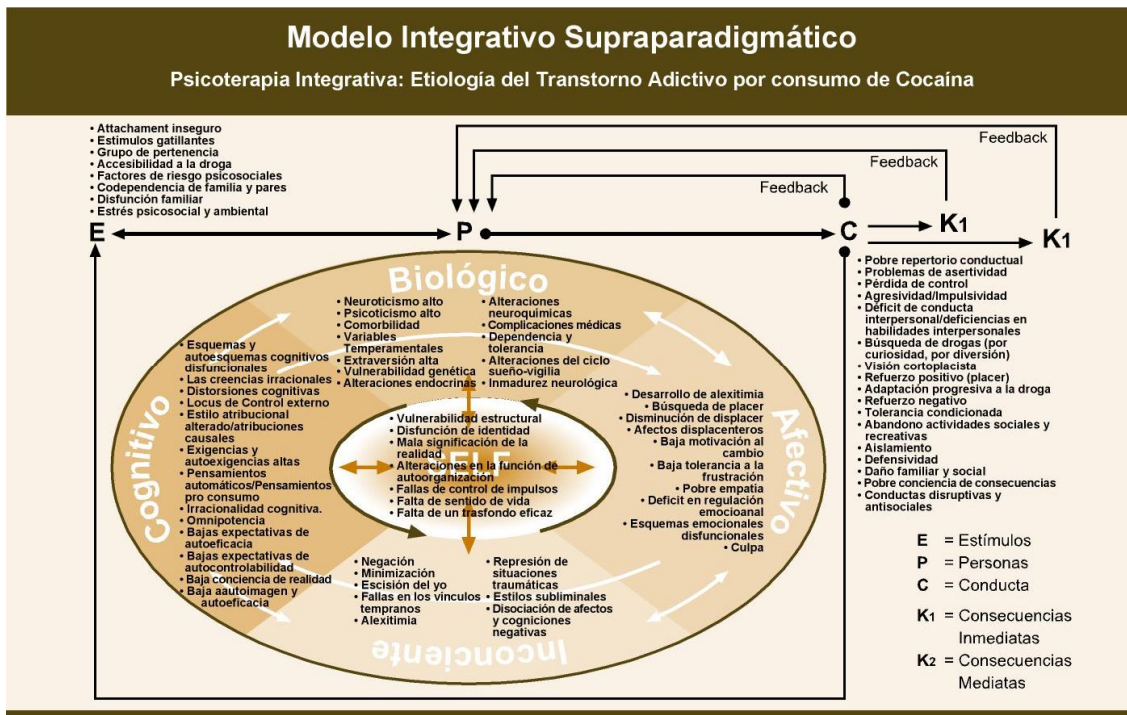 Modelo Integrativo Supraparadigmático
Psicoterapia Integrativa: Etiología del Transtorno Adictivo por consumo de Cocaína
• Attachament inseguro
• Estimulos gatillantes
• Grupo de pertenencia
• Accesibilidad a la droga
• Factores de riesgo psicosociales
• Codependencia de familia y pares
• Disfunción familiar
• Estrés psicosocial y ambiental
Feedback
Feedback
Feedback
E
P
C
K1
K1
Biológico
• Neuroticismo alto
• Psicoticismo alto
• Comorbilidad
• Variables
Temperamentales
• Extraversión alta
• Vulnerabilidad genética
• Alteraciones endocrinas
• Alteraciones
neuroquimicas
• Complicaciones médicas
• Dependencia y
tolerancia
• Alteraciones del ciclo
sueño-vigilia
• Inmadurez neurológica
Cognitivo
• Esquemas y
autoesquemas cognitivos
disfuncionales
• Las creencias irracionales
• Distorsiones cognitivas
• Locus de Control externo
• Estilo atribucional
alterado/atribuciones
causales
• Exigencias y
autoexigencias altas
• Pensamientos
automáticos/Pensamientos
pro consumo
• Irracionalidad cognitiva.
• Omnipotencia
• Bajas expectativas de
autoeficacia
• Bajas expectativas de
autocontrolabilidad
• Baja conciencia de realidad
• Baja aautoimagen y
autoeficacia
SELF
• Vulnerabilidad estructural
• Disfunción de identidad
• Mala significación de la
realidad
• Alteraciones en la función de
autoorganización
• Fallas de control de impulsos
• Falta de sentido de vida
• Falta de un trasfondo eficaz
Afectivo
• Desarrollo de alexitimia
• Búsqueda de placer
• Disminución de displacer
• Afectos displacenteros
• Baja motivación al
cambio
• Baja tolerancia a la
frustración
• Pobre empatia
• Deficit en regulación
emocioanal
• Esquemas emocionales
disfuncionales
• Culpa
• Negación
• Minimización
• Escisión del yo
• Fallas en los vínculos
tempranos
• Alexitimia
• Represión de
situaciones
traumáticas
• Estilos subliminales
• Disociación de afectos
y cogniciones
negativas
Inconciente
• Pobre repertorio conductual
• Problemas de asertividad
• Pérdida de control
• Agresividad/Impulsividad
• Déficit de conducta
interpersonal/deficiencias en
habilidades interpersonales
• Búsqueda de drogas (por
curiosidad, por diversión)
• Visión cortoplacista
• Refuerzo positivo (placer)
• Adaptación progresiva a la droga
• Refuerzo negativo
• Tolerancia condicionada
• Abandono actividades sociales y
recreativas
• Aislamiento
• Defensividad
• Daño familiar y social
• Pobre conciencia de consecuencias
• Conductas disruptivas y
antisociales
E = Estímulos
P = Personas
C = Conducta
K1 = Consecuencias
Inmediatas
K2 = Consecuencias
Mediatas